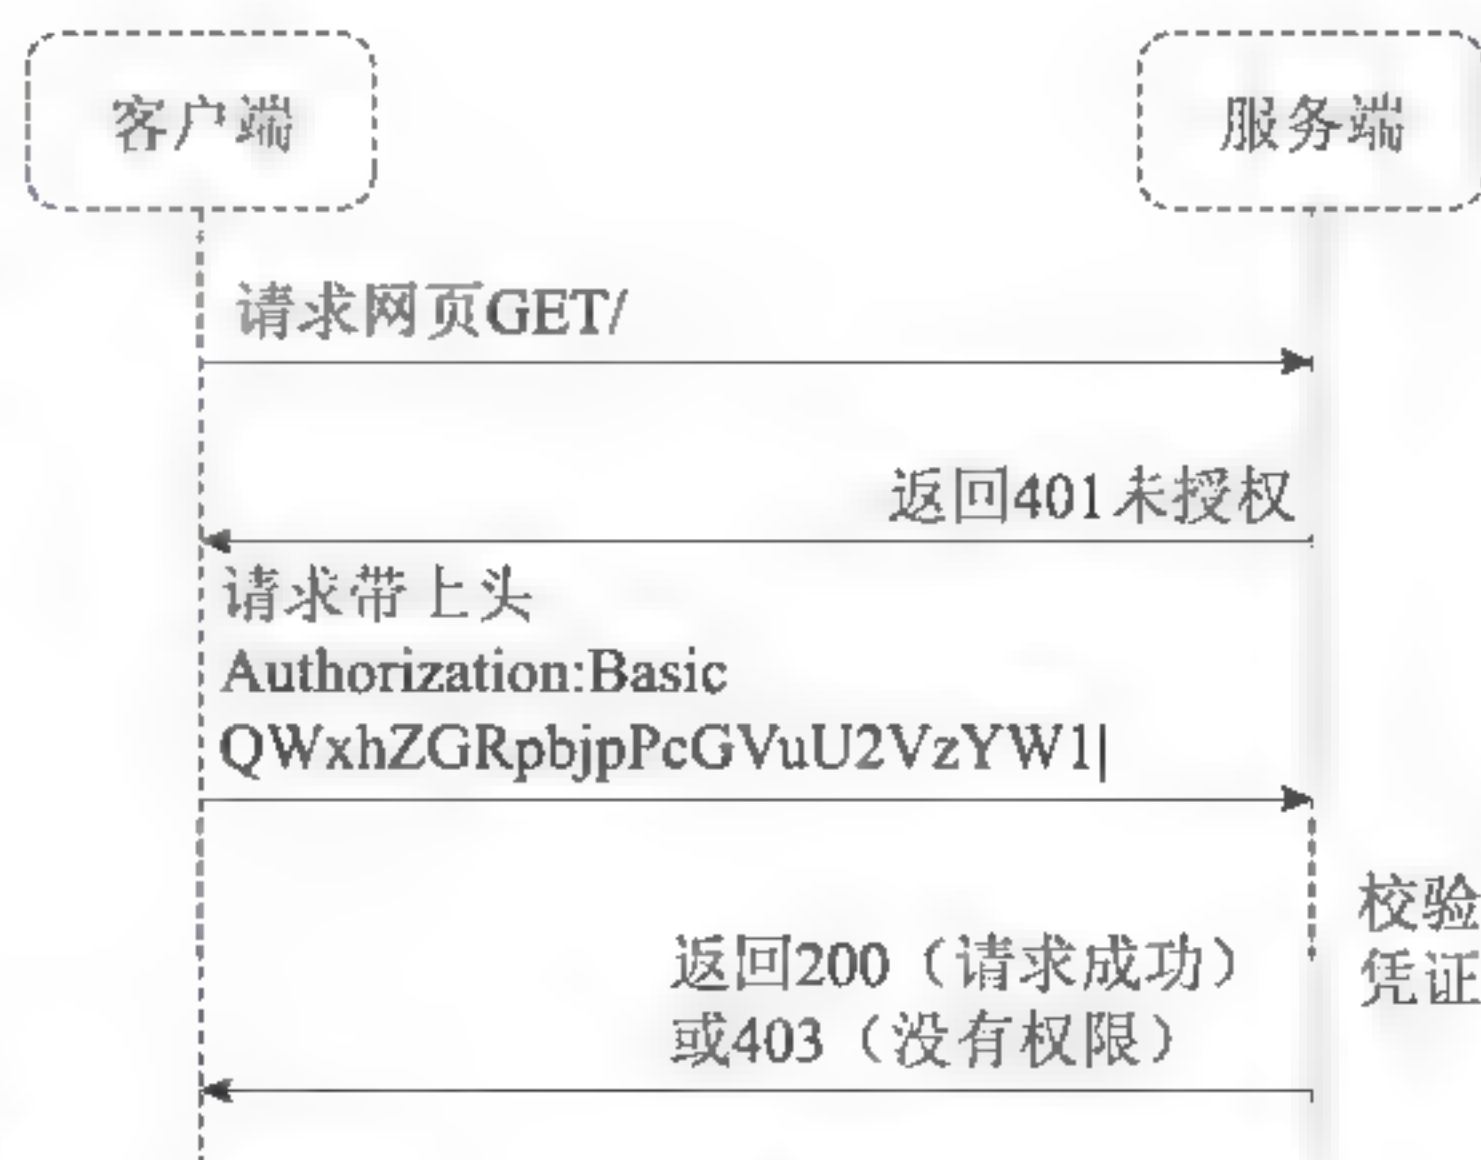 客户端
服务端
请求网页GET/
返回401未授权
请求带上头
Authorization:Basic
QWxhZGRpbjpPcGVuU2VzYW1|
校验
凭证
返回200（请求成功）
或403（没有权限）